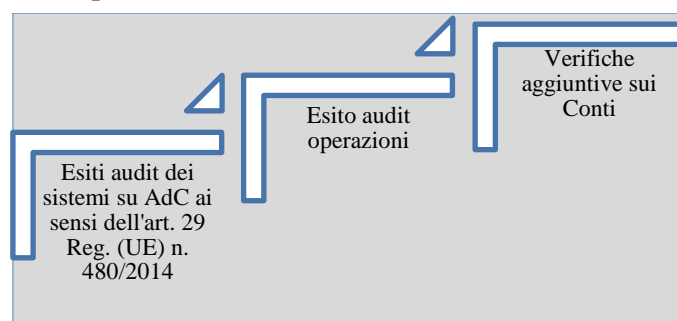 Esiti audit dei
sistemi su AdC ai
sensi dell'art. 29
Reg. (UE) n.
480/2014
Esito audit
operazioni
Verifiche
aggiuntive sui
Conti